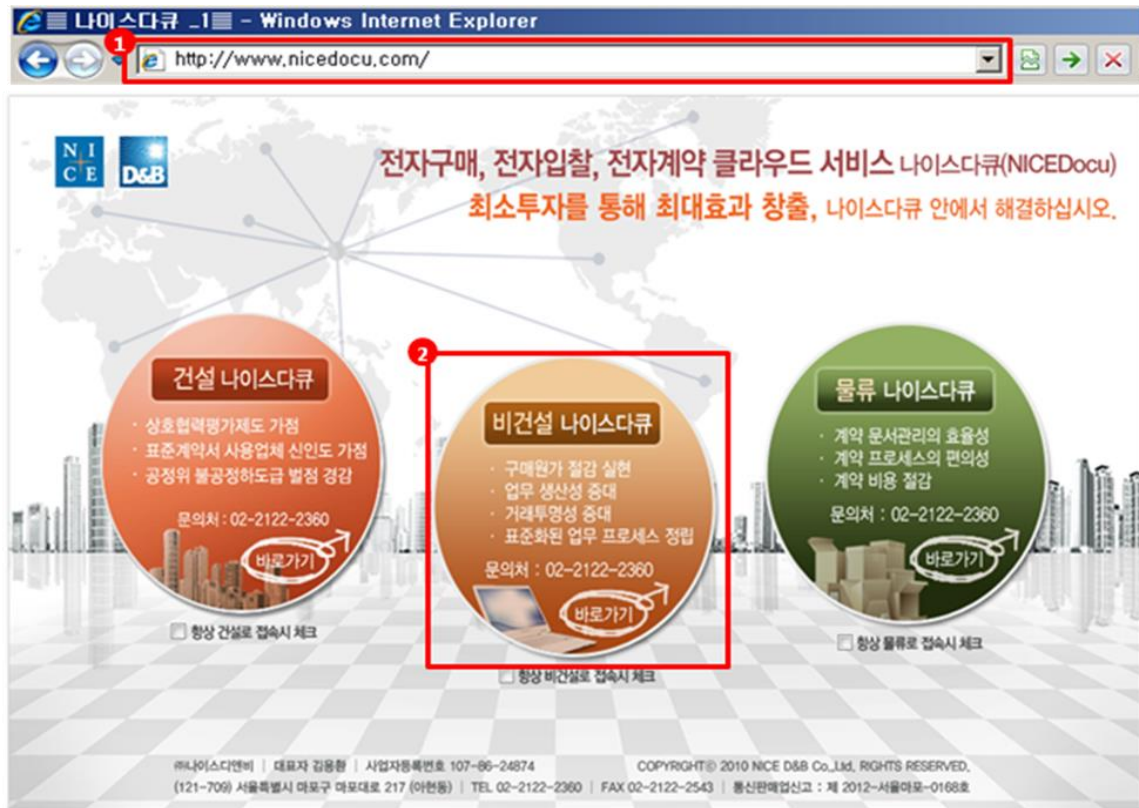 나이스다큐 _1 - Windows Internet Explorer
1
http://www.nicedocu.com/
NICE D&B
전자구매, 전자입찰, 전자계약 클라우드 서비스 나이스다큐(NICEDocu)
최소투자를 통해 최대효과 창출, 나이스다큐 안에서 해결하십시오.
건설 나이스다큐
· 상호협력평가제도 가점
· 표준계약서 사용업체 신인도 가점
· 공정위 불공정하도급 벌점 경감
문의처 : 02-2122-2360
바로가기
항상 건설로 접속시 체크
2
비건설 나이스다큐
· 구매원가 절감 실현
· 업무 생산성 증대
· 거래투명성 증대
· 표준화된 업무 프로세스 정립
문의처 : 02-2122-2360
바로가기
항상 비건설로 접속시 체크
물류 나이스다큐
· 계약 문서관리의 효율성
· 계약 프로세스의 편의성
· 계약 비용 절감
문의처 : 02-2122-2360
바로가기
항상 물류로 접속시 체크
㈜나이스디앤비 | 대표자 김용환 | 사업자등록번호 107-86-24874 COPYRIGHTⓒ 2010 NICE D&B Co.,Ltd, RIGHTS RESERVED.
(121-709) 서울특별시 마포구 마포대로 217 (아현동) | TEL 02-2122-2360 | FAX 02-2122-2543 | 통신판매업신고 : 제 2012-서울마포-0168호